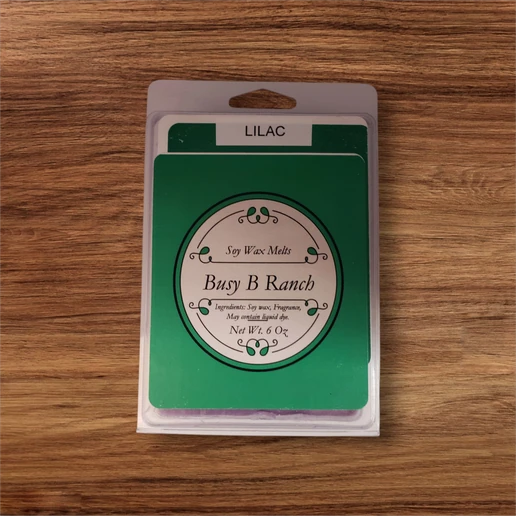 LILAC
Soy Wax Melts
Busy B Ranch
Ingredients: Soy wax, Fragrance,
May contain liquid dye.
Net Wt. 6 Oz